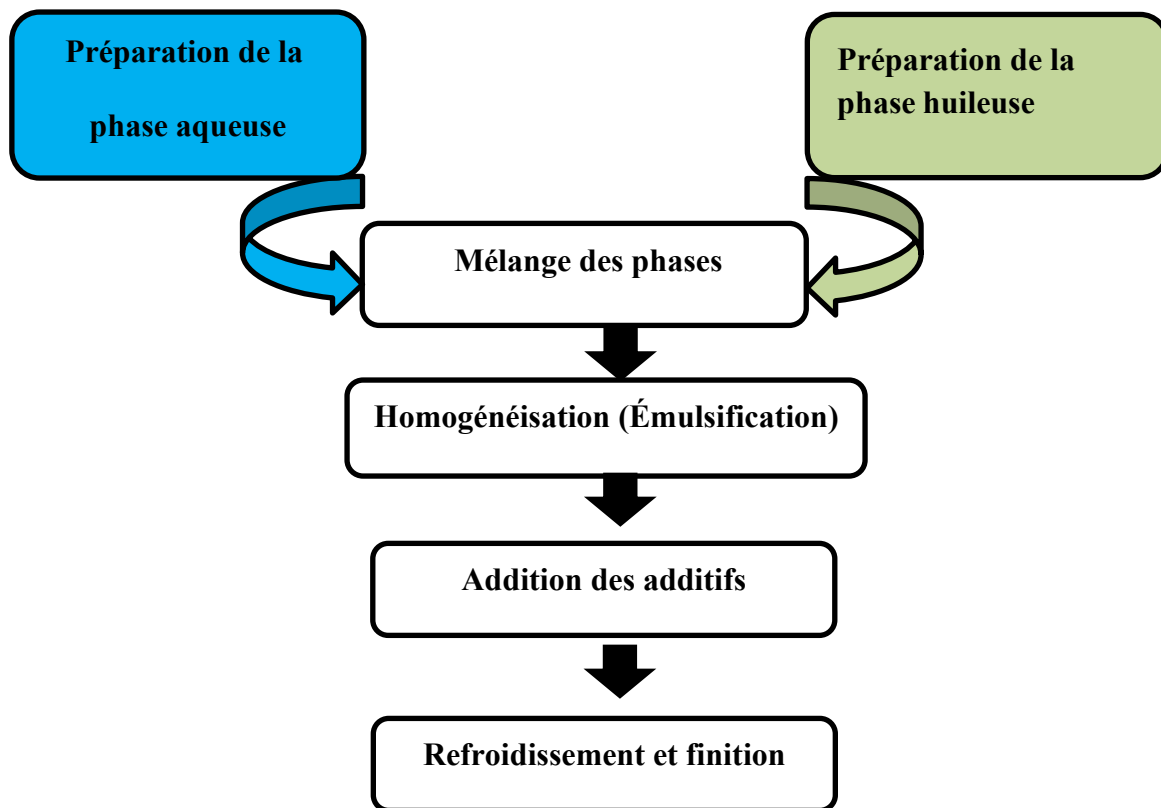 Préparation de la
phase aqueuse
Préparation de la
phase huileuse
Mélange des phases
Homogénéisation (Émulsification)
Addition des additifs
Refroidissement et finition